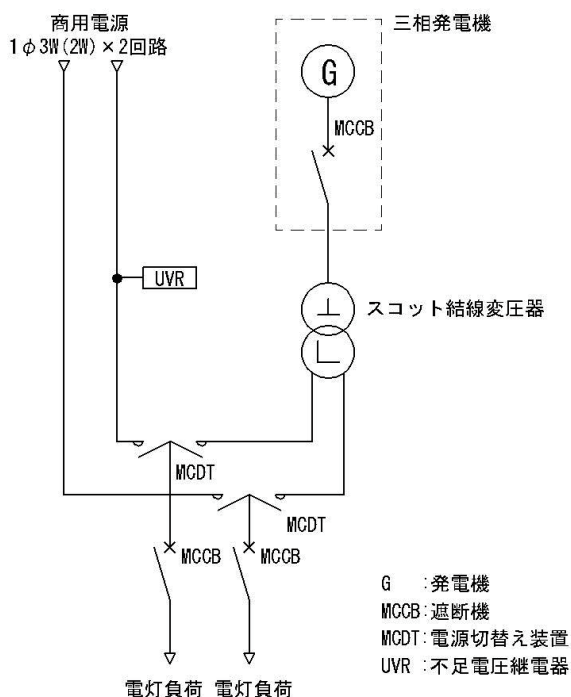 商用電源
1φ3W(2W)×2回路
三相発電機
G
MCCB
UVR
スコット結線変圧器
MCDT
MCDT
MCCB
MCCB
電灯負荷
電灯負荷
G :発電機
MCCB:遮断機
MCDT:電源切替え装置
UVR :不足電圧継電器